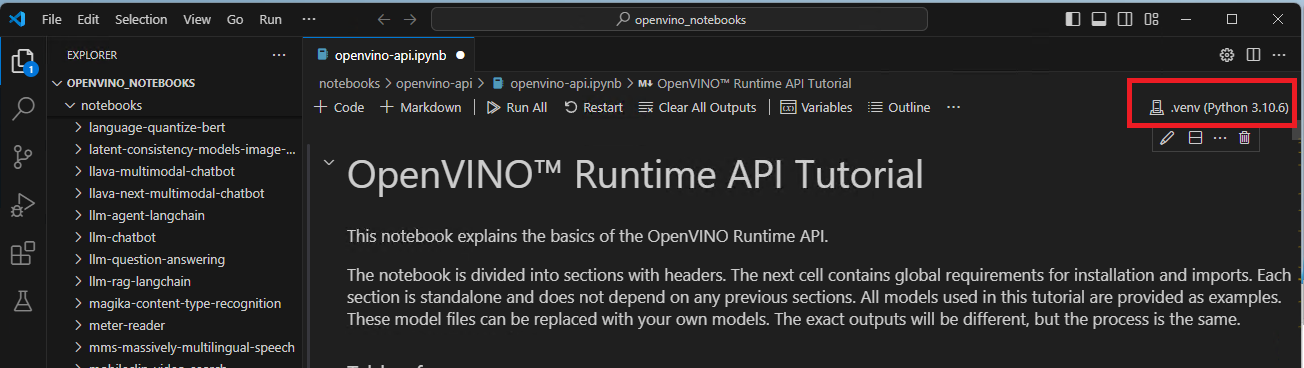 File Edit Selection View Go Run ··· openvino_notebooks
EXPLORER ···
openvino-api.ipynb
1
OPENVINO_NOTEBOOKS
notebooks
language-quantize-bert
latent-consistency-models-image-...
llava-multimodal-chatbot
llava-next-multimodal-chatbot
llm-agent-langchain
llm-chatbot
llm-question-answering
llm-rag-langchain
magika-content-type-recognition
meter-reader
mms-massively-multilingual-speech
notebooks > openvino-api > openvino-api.ipynb > M↓ OpenVINO™ Runtime API Tutorial
+ Code + Markdown Run All Restart Clear All Outputs Variables Outline ··· .venv (Python 3.10.6)
OpenVINO™ Runtime API Tutorial
This notebook explains the basics of the OpenVINO Runtime API.
The notebook is divided into sections with headers. The next cell contains global requirements for installation and imports. Each
section is standalone and does not depend on any previous sections. All models used in this tutorial are provided as examples.
These model files can be replaced with your own models. The exact outputs will be different, but the process is the same.